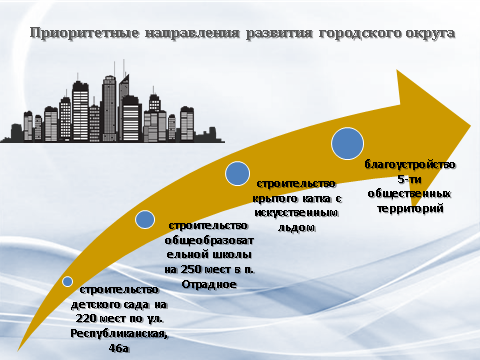 Приоритетные направления развития городского округа
благоустройство
5-ти
общественных
территорий
строительство
крытого катка с
искусственным
льдом
строительство
общеобразоват
ельной школы
на 250 мест в п.
Отрадное
строительство
детского сада на
220 мест по ул.
Республиканская,
46а